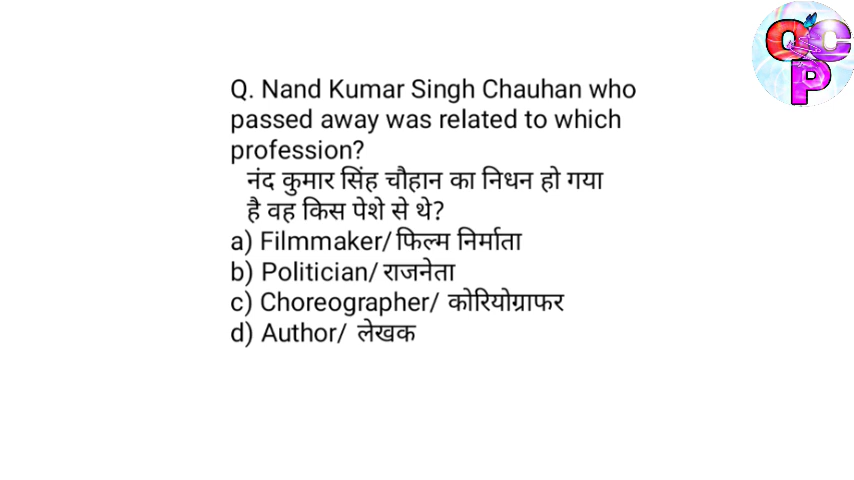 QC
P
Q. Nand Kumar Singh Chauhan who
passed away was related to which
profession?
नंद कुमार सिंह चौहान का निधन हो गया
है वह किस पेशे से थे?
a) Filmmaker/ फिल्म निर्माता
b) Politician/ राजनेता
c) Choreographer/ कोरियोग्राफर
d) Author/ लेखक